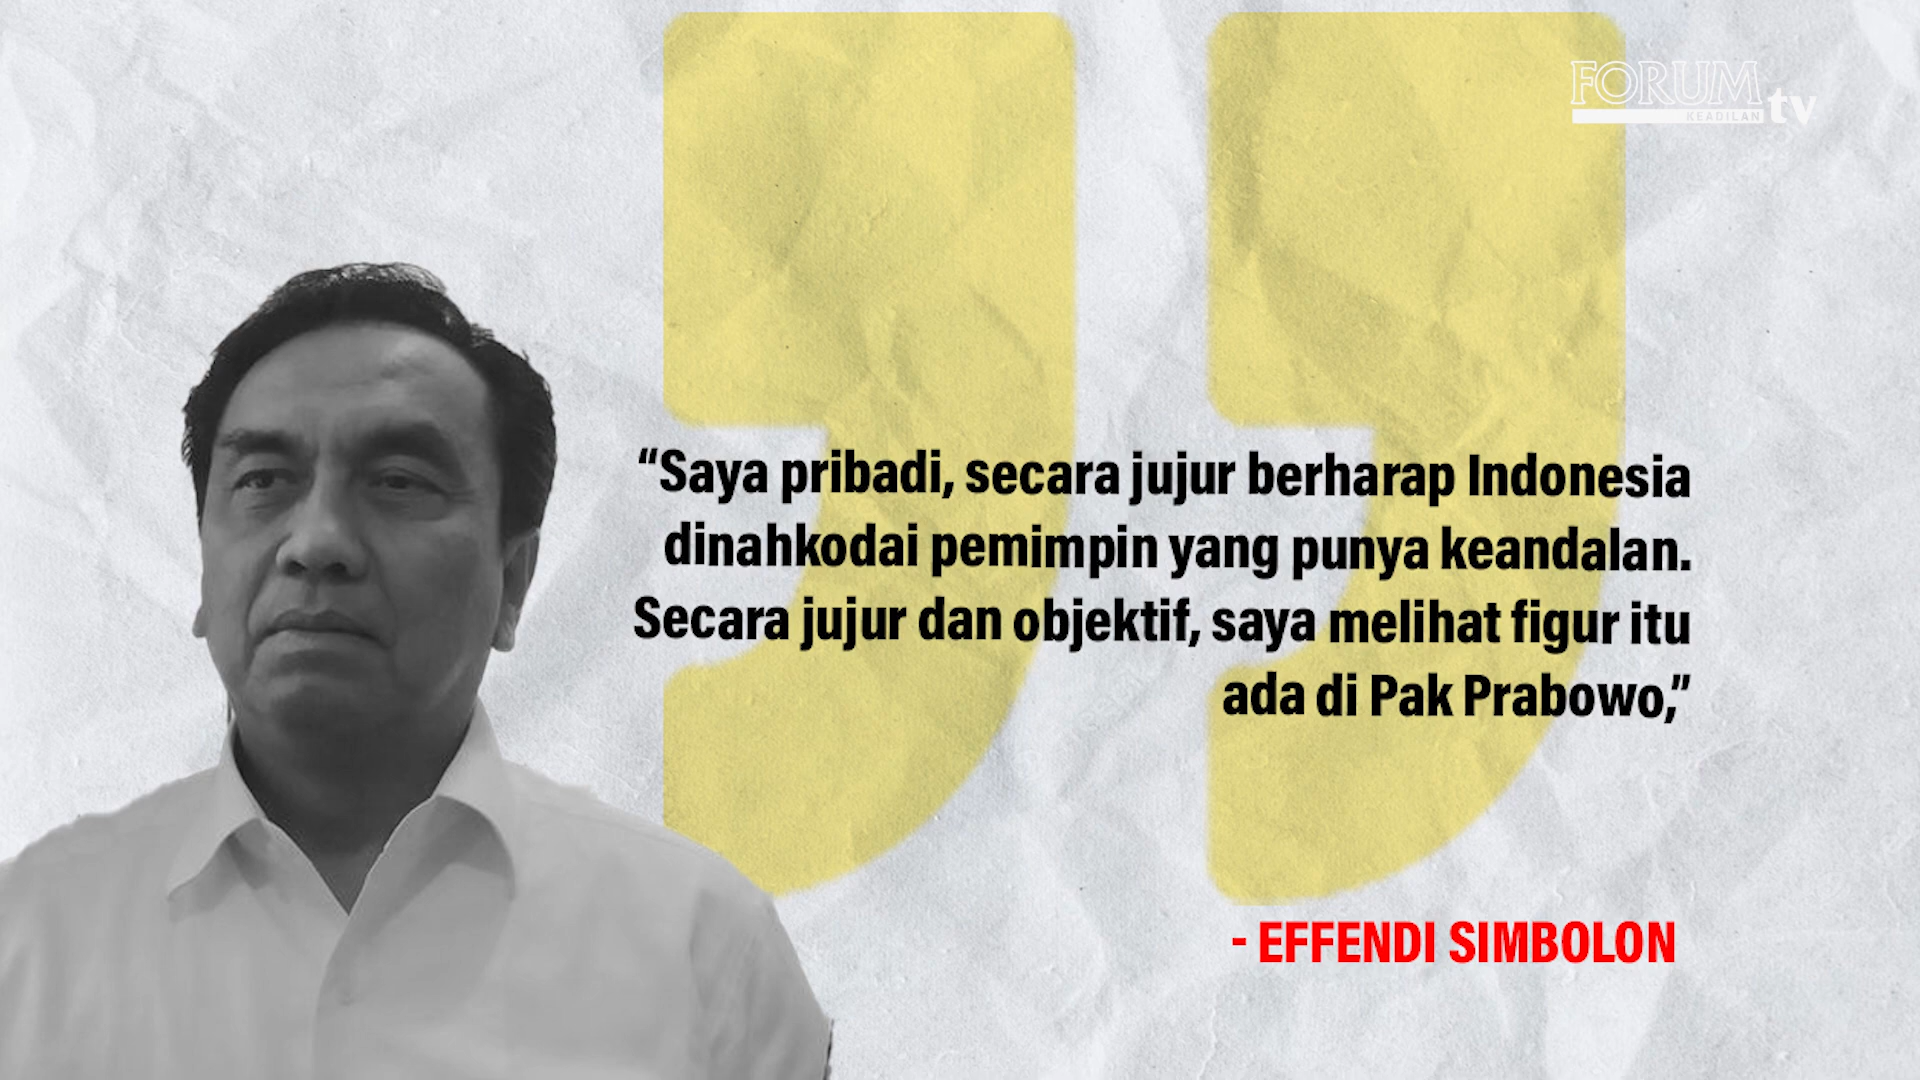 FORUM
KEADILAN
tv
“Saya pribadi, secara jujur berharap Indonesia
dinahkodai pemimpin yang punya keandalan.
Secara jujur dan objektif, saya melihat figur itu
ada di Pak Prabowo,”
- EFFENDI SIMBOLON